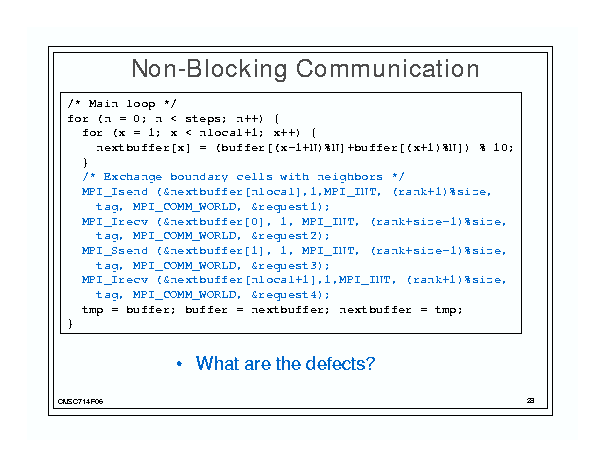 Non-Blocking Communication
/* Main loop */
for (n = 0; n < steps; n++) {
for (x = 1; x < nlocal+1; x++) {
nextbuffer[x] = (buffer[(x-1+N)%N]+buffer[(x+1)%N]) % 10;
}
/* Exchange boundary cells with neighbors */
MPI_Isend (&nextbuffer[nlocal],1,MPI_INT, (rank+1)%size,
tag, MPI_COMM_WORLD, &request1);
MPI_Irecv (&nextbuffer[0], 1, MPI_INT, (rank+size-1)%size,
tag, MPI_COMM_WORLD, &request2);
MPI_Ssend (&nextbuffer[1], 1, MPI_INT, (rank+size-1)%size,
tag, MPI_COMM_WORLD, &request3);
MPI_Irecv (&nextbuffer[nlocal+1],1,MPI_INT, (rank+1)%size,
tag, MPI_COMM_WORLD, &request4);
tmp = buffer; buffer = nextbuffer; nextbuffer = tmp;
}
• What are the defects?
CMSC714F06
28